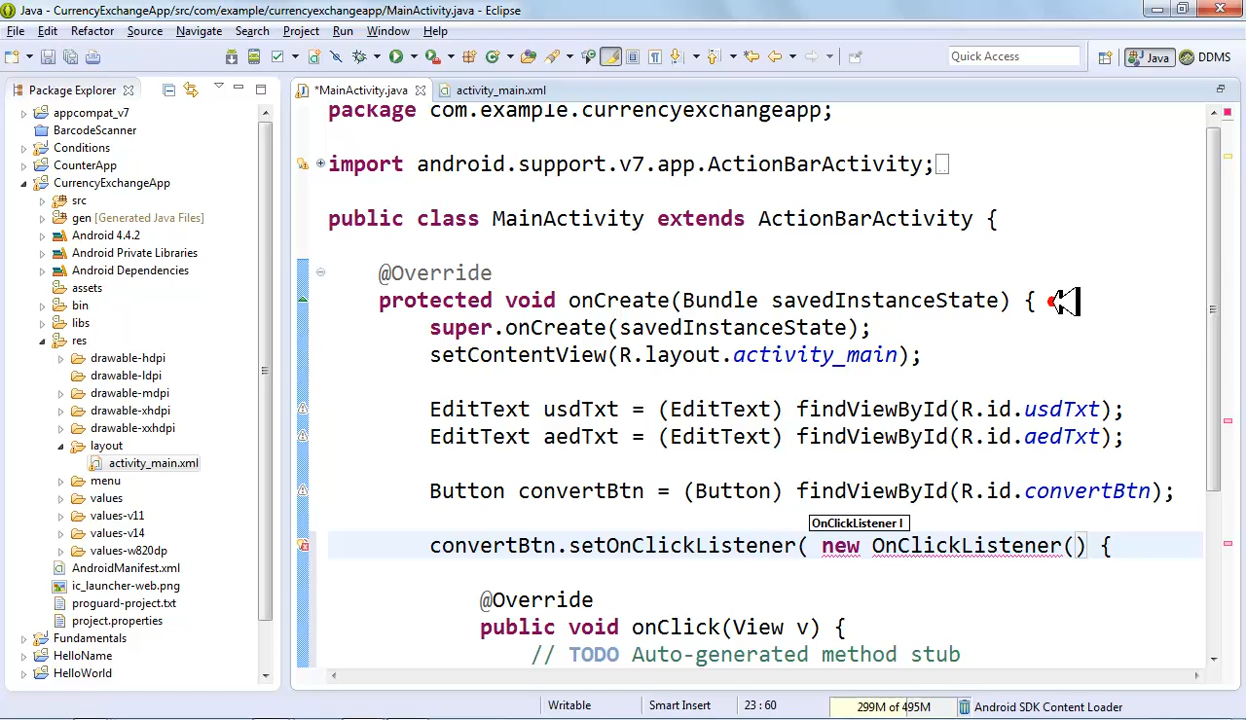 Java - CurrencyExchangeApp/src/com/example/currencyexchangeapp/MainActivity.java - Eclipse
File Edit Refactor Source Navigate Search Project Run Window Help
Quick Access
Java
DDMS
Package Explorer
appcompat_v7
BarcodeScanner
Conditions
CounterApp
CurrencyExchangeApp
src
gen [Generated Java Files]
Android 4.4.2
Android Private Libraries
Android Dependencies
assets
bin
libs
res
drawable-hdpi
drawable-ldpi
drawable-mdpi
drawable-xhdpi
drawable-xxhdpi
layout
activity_main.xml
menu
values
values-v11
values-v14
values-w820dp
AndroidManifest.xml
ic_launcher-web.png
proguard-project.txt
project.properties
Fundamentals
HelloName
HelloWorld
*MainActivity.java
activity_main.xml
package com.example.currencyexchangeapp;
import android.support.v7.app.ActionBarActivity;
public class MainActivity extends ActionBarActivity {
@Override
protected void onCreate(Bundle savedInstanceState) {
super.onCreate(savedInstanceState);
setContentView(R.layout.activity_main);
EditText usdTxt = (EditText) findViewById(R.id.usdTxt);
EditText aedTxt = (EditText) findViewById(R.id.aedTxt);
Button convertBtn = (Button) findViewById(R.id.convertBtn);
OnClickListener l
convertBtn.setOnClickListener( new OnClickListener() {
@Override
public void onClick(View v) {
// TODO Auto-generated method stub
Writable
Smart Insert
23 : 60
299M of 495M
Android SDK Content Loader